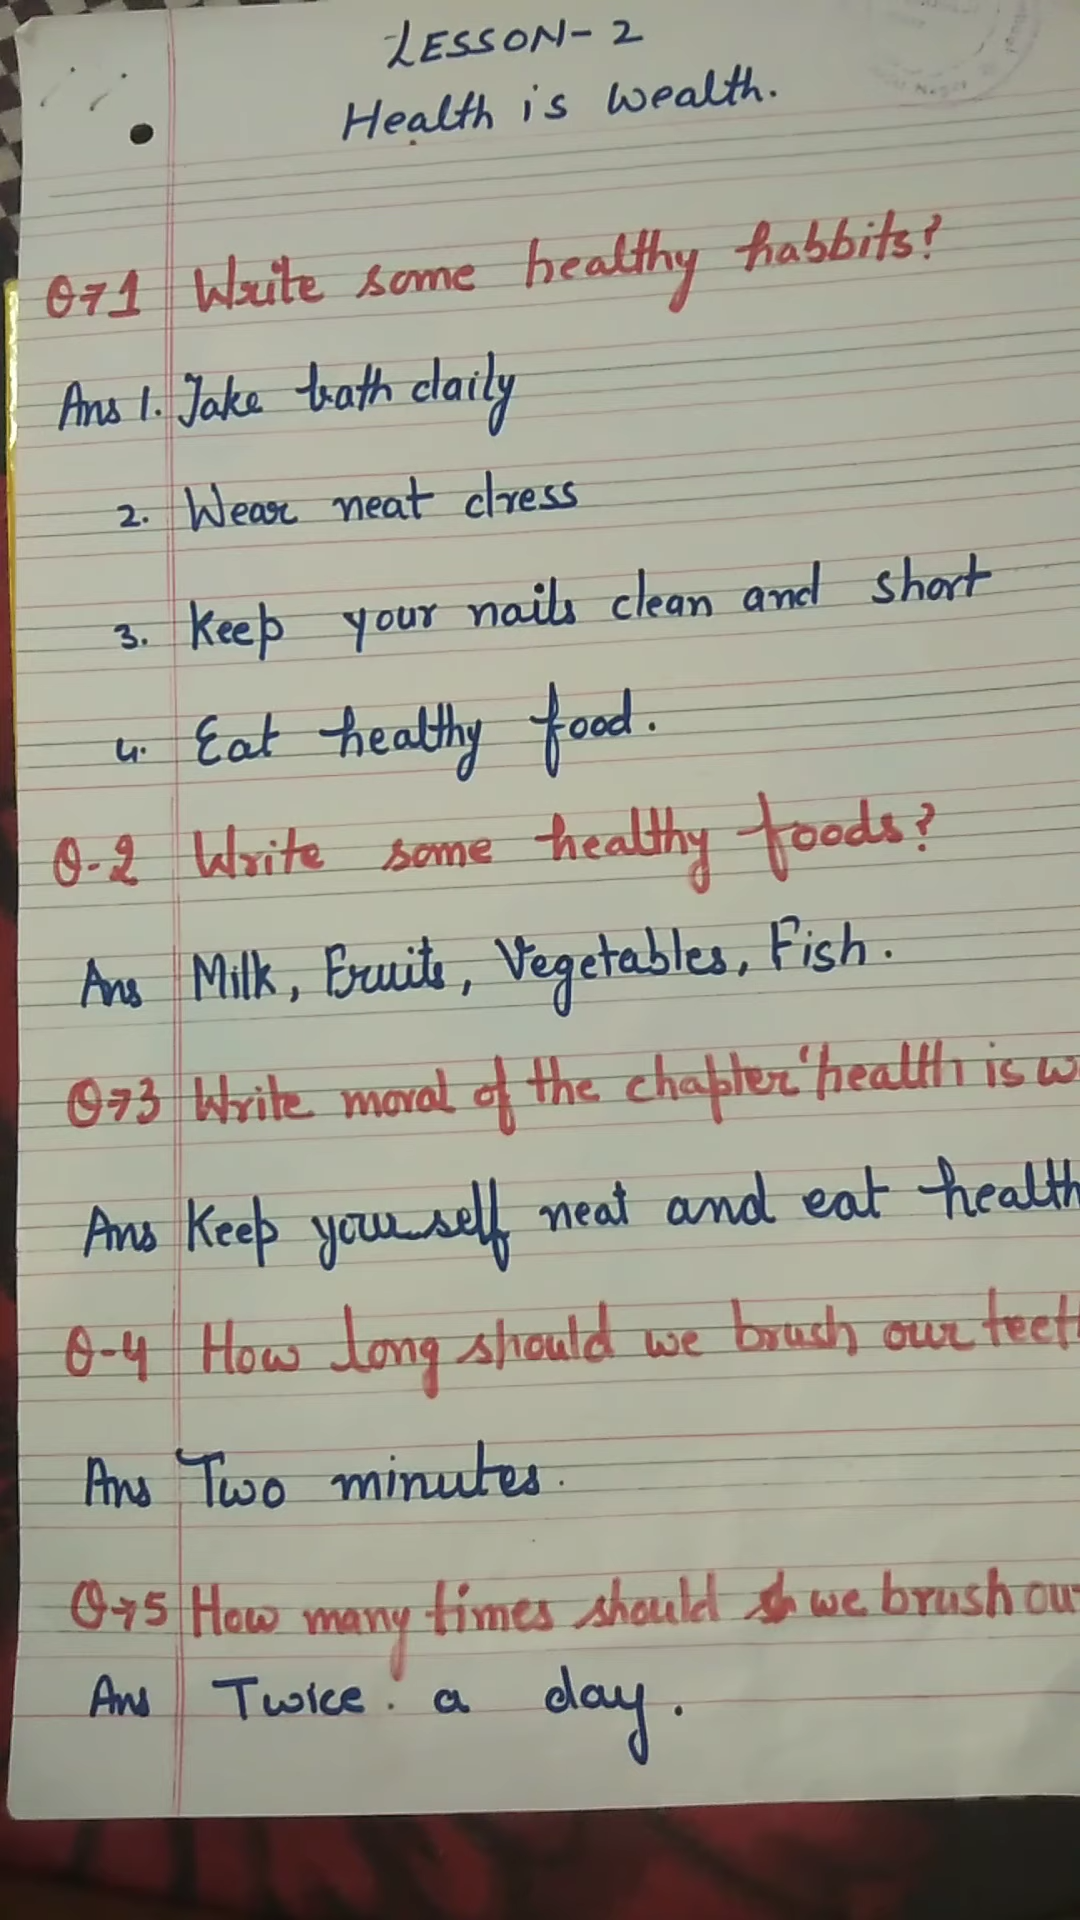 LESSON-2
Health is wealth.
Q→1 Write some healthy habbits?
Ans 1. Take bath daily
2. Wear neat dress
3. Keep your nails clean and short
4. Eat healthy food.
Q-2 Write some healthy foods?
Ans Milk, Fruits, Vegetables, Fish.
Q→3 Write moral of the chapter "health is w
Ans Keep yourself neat and eat health
Q-4 How long should we brush our teet
Ans Two minutes.
Q→5 How many times should we brush ou
Ans Twice. a day.